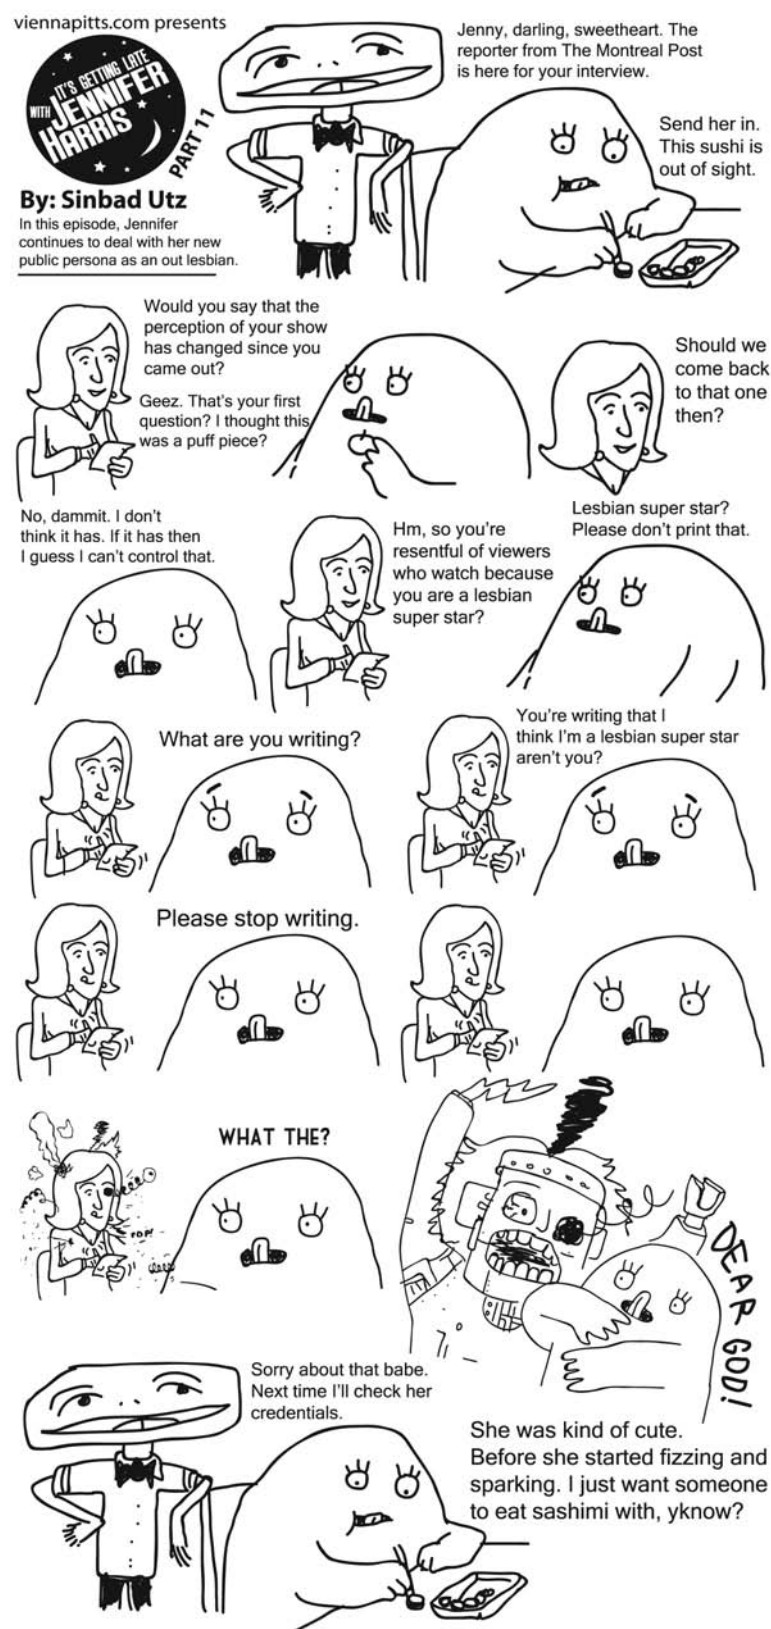 viennapitts.com presents
IT'S GETTING LATE
WITH JENNIFER
HARRIS
PART 11
By: Sinbad Utz
In this episode, Jennifer
continues to deal with her new
public persona as an out lesbian.
Jenny, darling, sweetheart. The
reporter from The Montreal Post
is here for your interview.
Send her in.
This sushi is
out of sight.
Would you say that the
perception of your show
has changed since you
came out?
Geez. That's your first
question? I thought this
was a puff piece?
Should we
come back
to that one
then?
No, dammit. I don't
think it has. If it has then
I guess I can't control that.
Hm, so you're
resentful of viewers
who watch because
you are a lesbian
super star?
Lesbian super star?
Please don't print that.
What are you writing?
You're writing that I
think I'm a lesbian super star
aren't you?
Please stop writing.
WHAT THE?
POP!
DEAR GOD!
Sorry about that babe.
Next time I'll check her
credentials.
She was kind of cute.
Before she started fizzing and
sparking. I just want someone
to eat sashimi with, yknow?